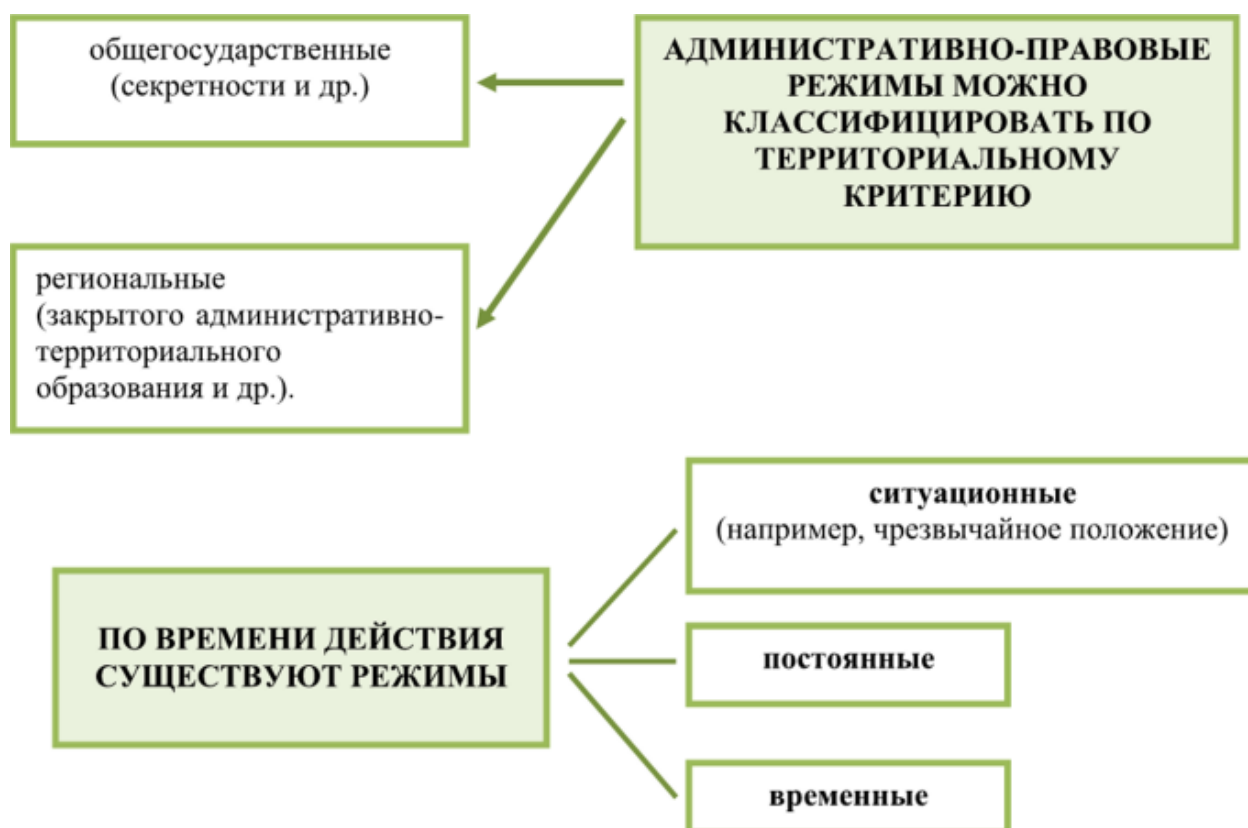 общегосударственные
(секретности и др.)
АДМИНИСТРАТИВНО-ПРАВОВЫЕ
РЕЖИМЫ МОЖНО
КЛАССИФИЦИРОВАТЬ ПО
ТЕРРИТОРИАЛЬНОМУ
КРИТЕРИЮ
региональные
(закрытого административно-
территориального
образования и др.).
ситуационные
(например, чрезвычайное положение)
ПО ВРЕМЕНИ ДЕЙСТВИЯ
СУЩЕСТВУЮТ РЕЖИМЫ
постоянные
временные